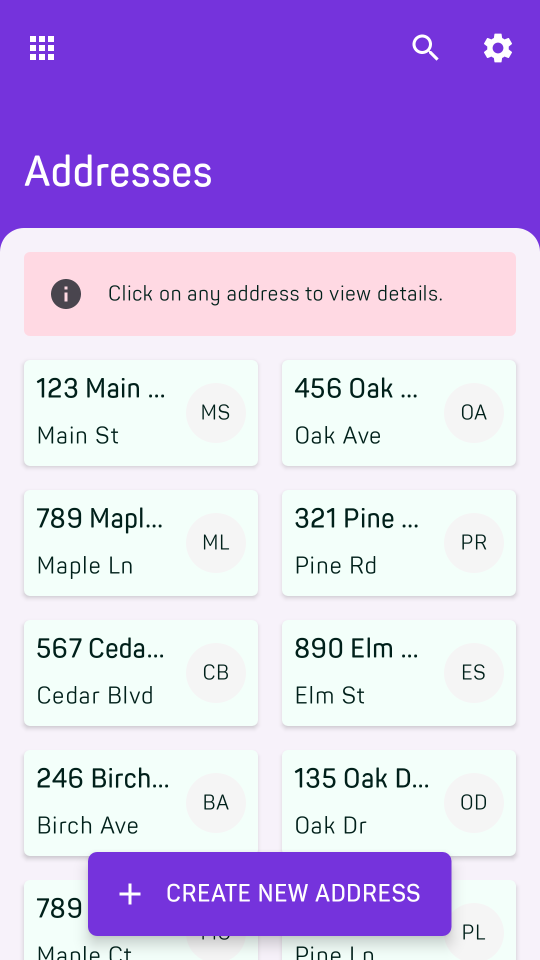 Addresses
Click on any address to view details.
123 Main ...
Main St
MS
456 Oak ...
Oak Ave
OA
789 Mapl...
Maple Ln
ML
321 Pine ...
Pine Rd
PR
567 Ceda...
Cedar Blvd
CB
890 Elm ...
Elm St
ES
246 Birch...
Birch Ave
BA
135 Oak D...
Oak Dr
OD
789
Maple Ct
PL
Pine Ln
CREATE NEW ADDRESS